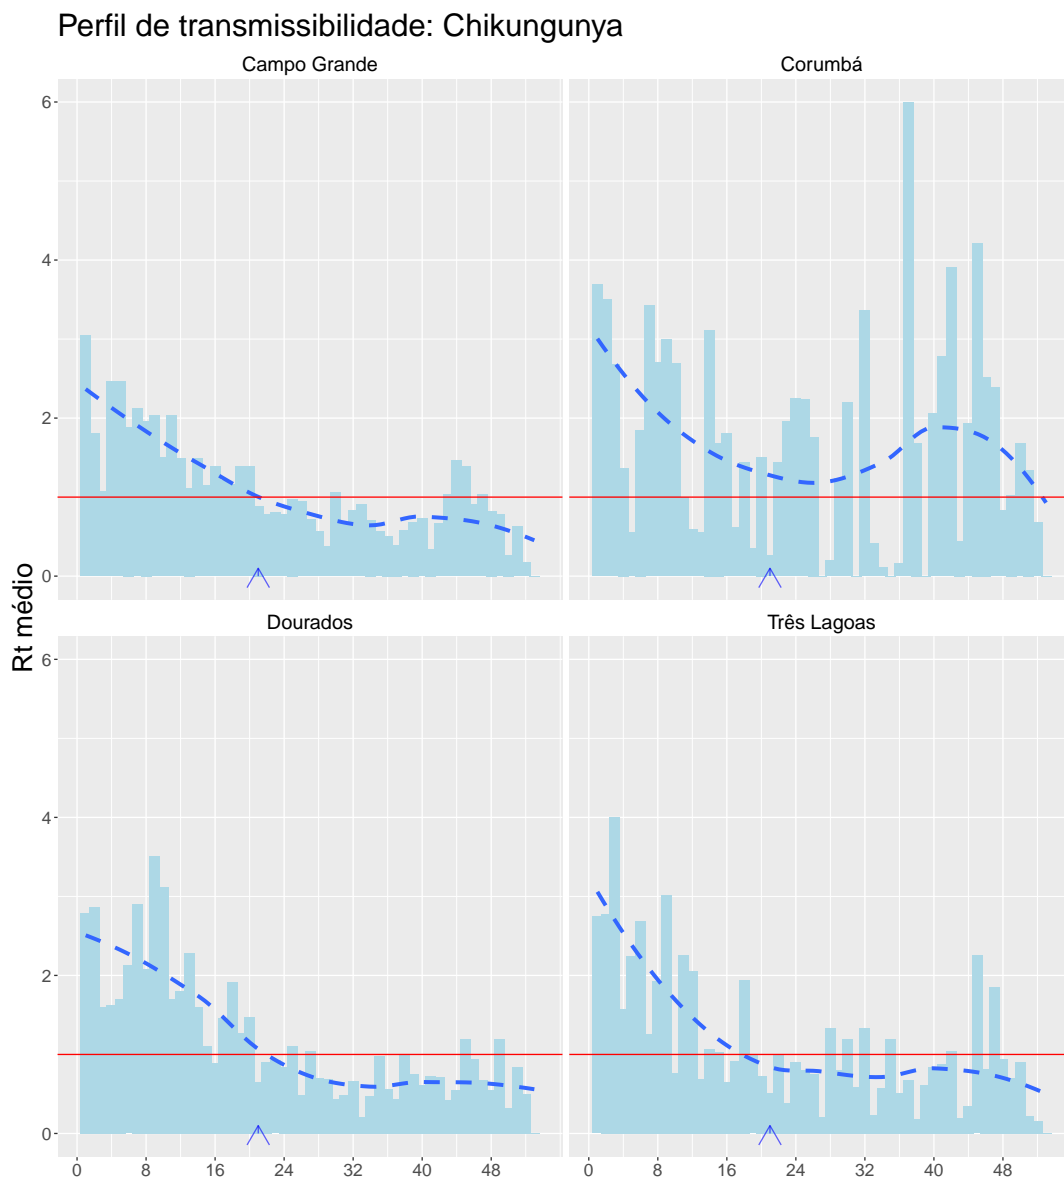 Perfil de transmissibilidade: Chikungunya
Campo Grande
Corumbá
6
4
2
0
Rt médio
Dourados
Três Lagoas
6
4
2
0
0 8 16 24 32 40 48
0 8 16 24 32 40 48